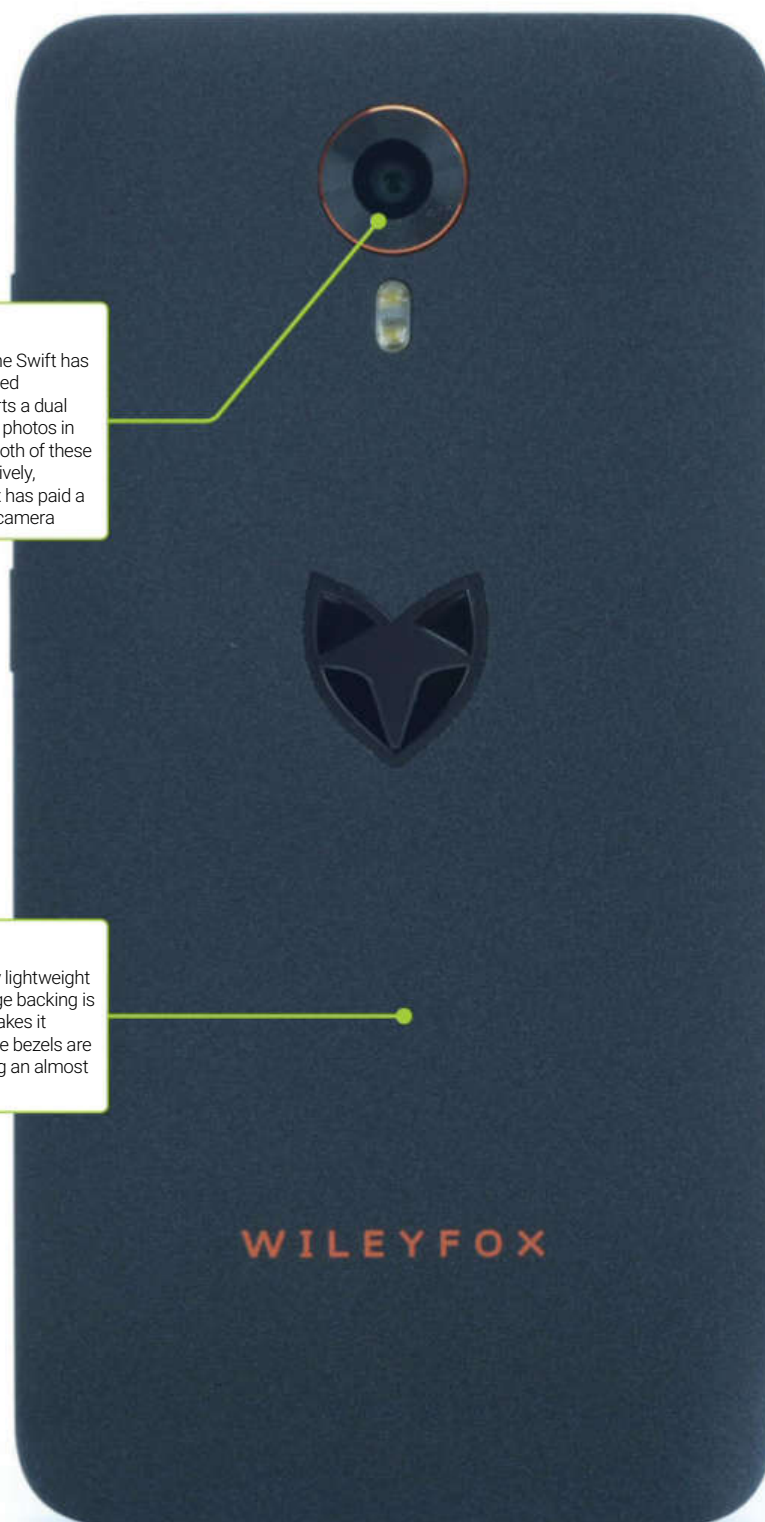 he Swift has
ed
ts a dual
photos in
oth of these
ively,
t has paid a
camera
lightweight
ge backing is
akes it
e bezels are
g an almost
WILEYFOX